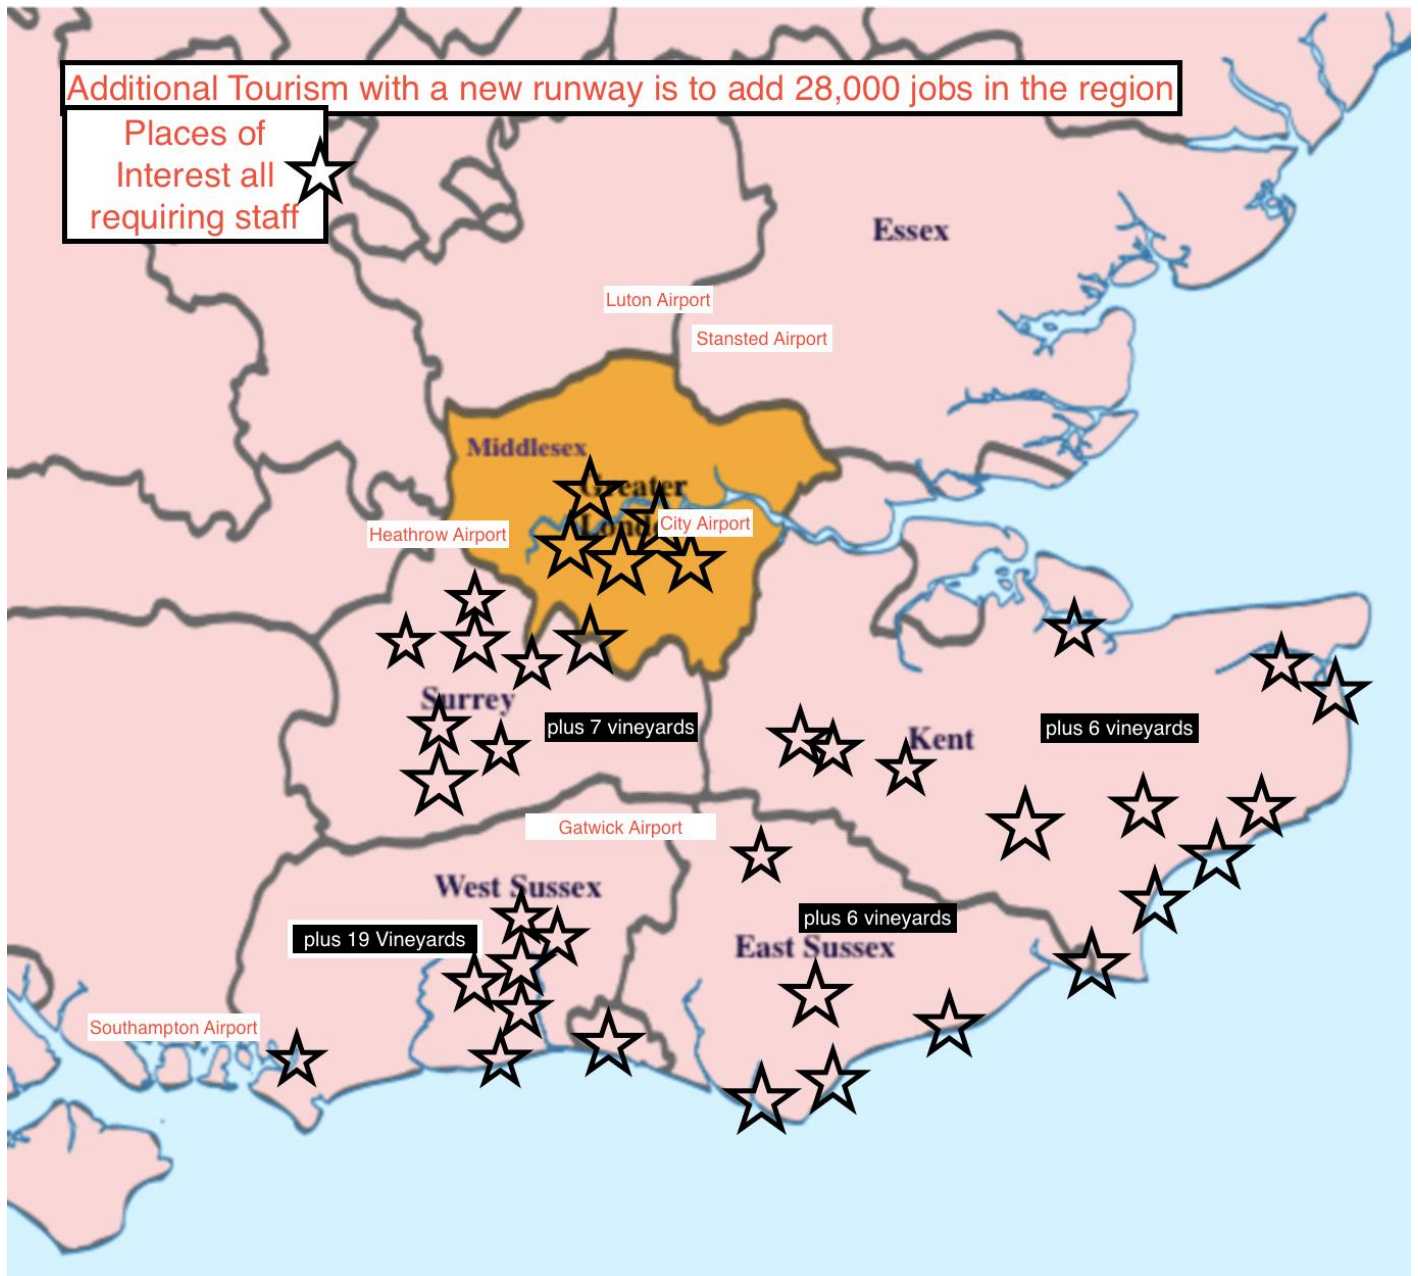 Additional Tourism with a new runway is to add 28,000 jobs in the region
Places of
Interest all
requiring staff
Essex
Luton Airport
Stansted Airport
Middlesex
Greater
London
City Airport
Heathrow Airport
Surrey
plus 7 vineyards
Kent
plus 6 vineyards
Gatwick Airport
West Sussex
plus 19 Vineyards
plus 6 vineyards
East Sussex
Southampton Airport